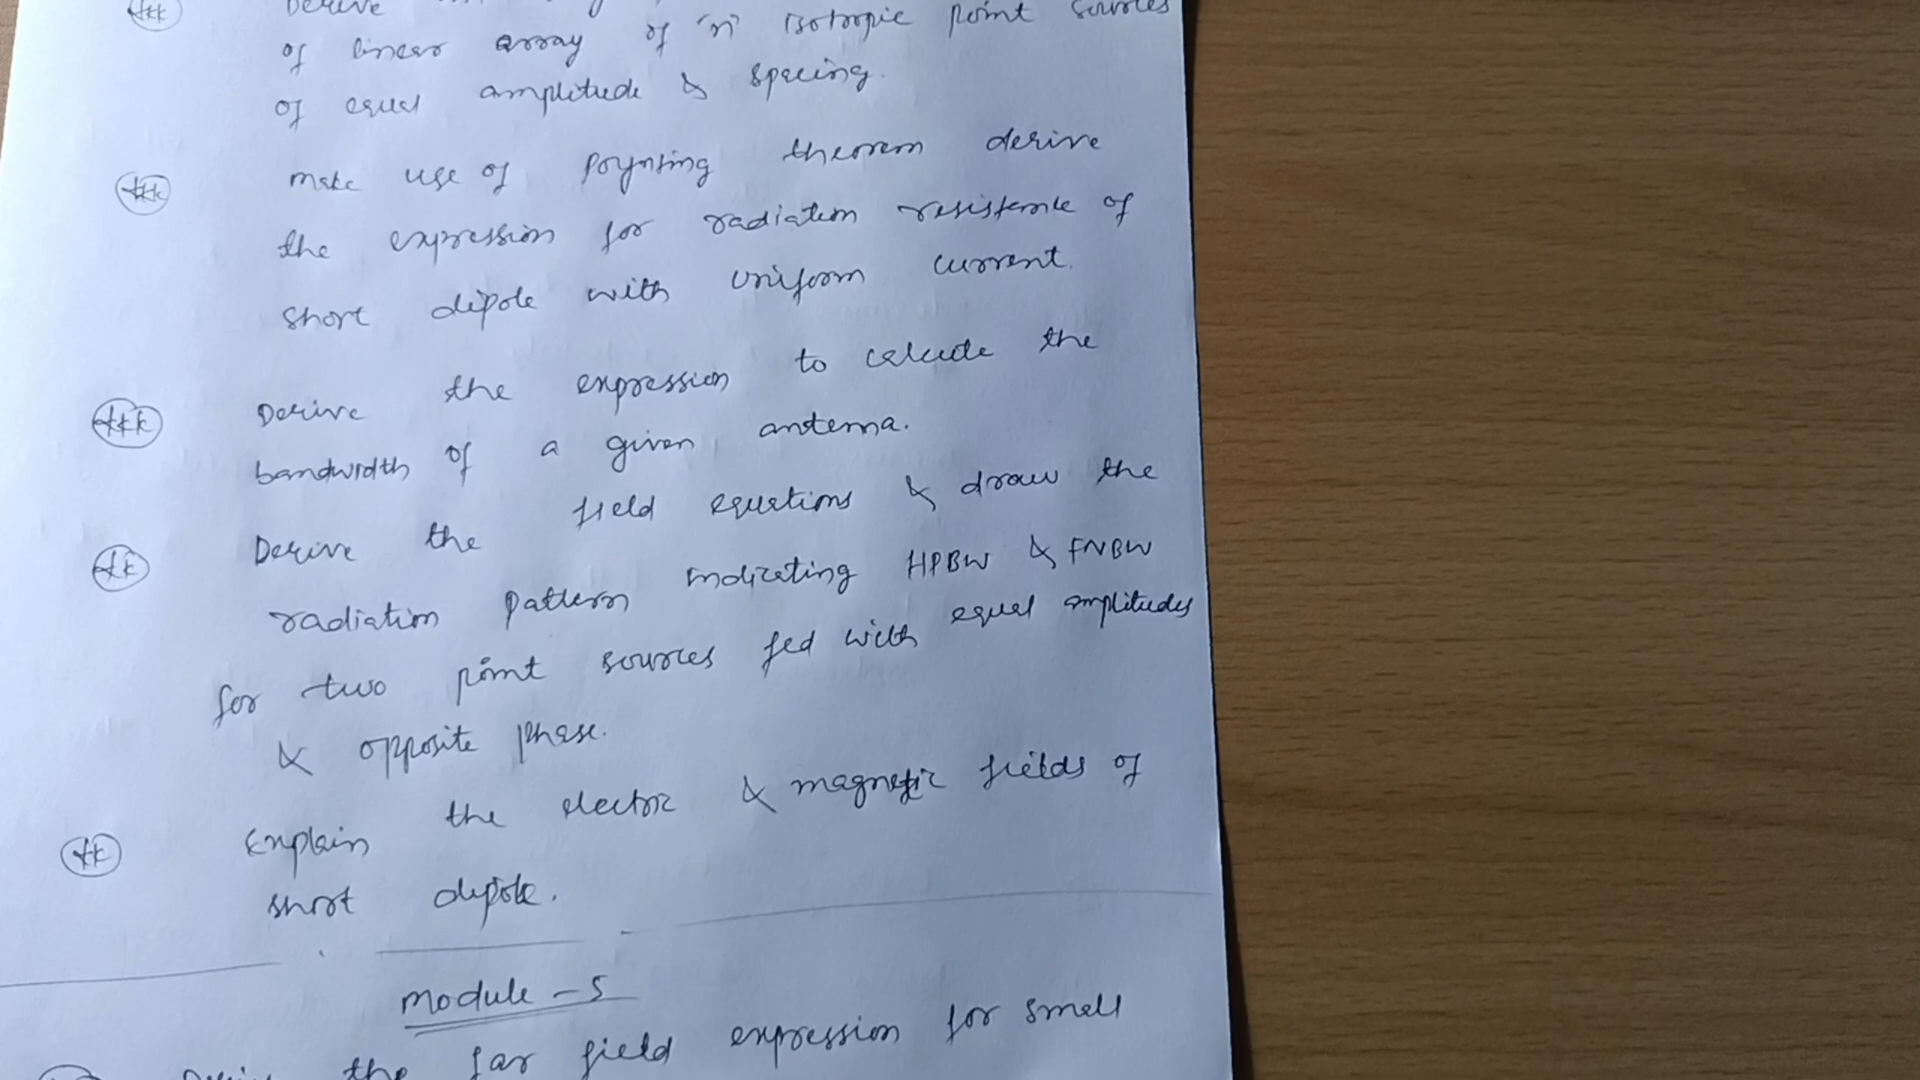 Derive
of linear array of 'n' isotropic point sources
of equal amplitude & spacing.
make use of Poynting theorem derive
the expression for radiation resistance of
short dipole with uniform current.
Derive the expression to calculate the
bandwidth of a given antenna.
Derive the field equations & draw the
radiation pattern indicating HPBW & FNBW
for two point sources fed with equal amplitudes
& opposite phase.
Explain the electric & magnetic fields of
short dipole.
Module - 5
the far field expression for small